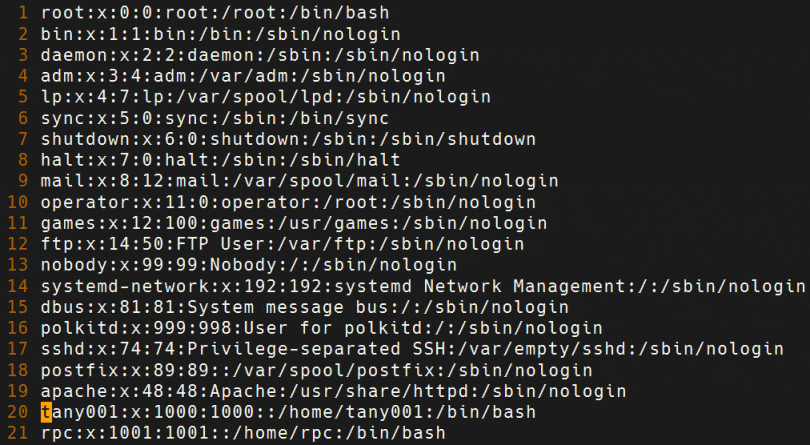 1 root:x:0:0:root:/root:/bin/bash
2 bin:x:1:1:bin:/bin:/sbin/nologin
3 daemon:x:2:2:daemon:/sbin:/sbin/nologin
4 adm:x:3:4:adm:/var/adm:/sbin/nologin
5 lp:x:4:7:lp:/var/spool/lpd:/sbin/nologin
6 sync:x:5:0:sync:/sbin:/bin/sync
7 shutdown:x:6:0:shutdown:/sbin:/sbin/shutdown
8 halt:x:7:0:halt:/sbin:/sbin/halt
9 mail:x:8:12:mail:/var/spool/mail:/sbin/nologin
10 operator:x:11:0:operator:/root:/sbin/nologin
11 games:x:12:100:games:/usr/games:/sbin/nologin
12 ftp:x:14:50:FTP User:/var/ftp:/sbin/nologin
13 nobody:x:99:99:Nobody:/:/sbin/nologin
14 systemd-network:x:192:192:systemd Network Management:/:/sbin/nologin
15 dbus:x:81:81:System message bus:/:/sbin/nologin
16 polkitd:x:999:998:User for polkitd:/:/sbin/nologin
17 sshd:x:74:74:Privilege-separated SSH:/var/empty/sshd:/sbin/nologin
18 postfix:x:89:89::/var/spool/postfix:/sbin/nologin
19 apache:x:48:48:Apache:/usr/share/httpd:/sbin/nologin
20 tany001:x:1000:1000::/home/tany001:/bin/bash
21 rpc:x:1001:1001::/home/rpc:/bin/bash